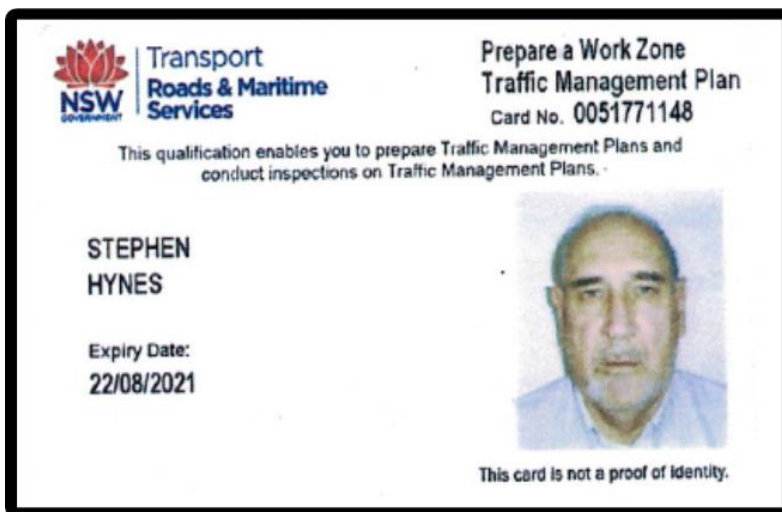 Transport
Roads & Maritime
Services
NSW
GOVERNMENT
Prepare a Work Zone
Traffic Management Plan
Card No. 0051771148
This qualification enables you to prepare Traffic Management Plans and
conduct inspections on Traffic Management Plans.
STEPHEN
HYNES
Expiry Date:
22/08/2021
This card is not a proof of identity.